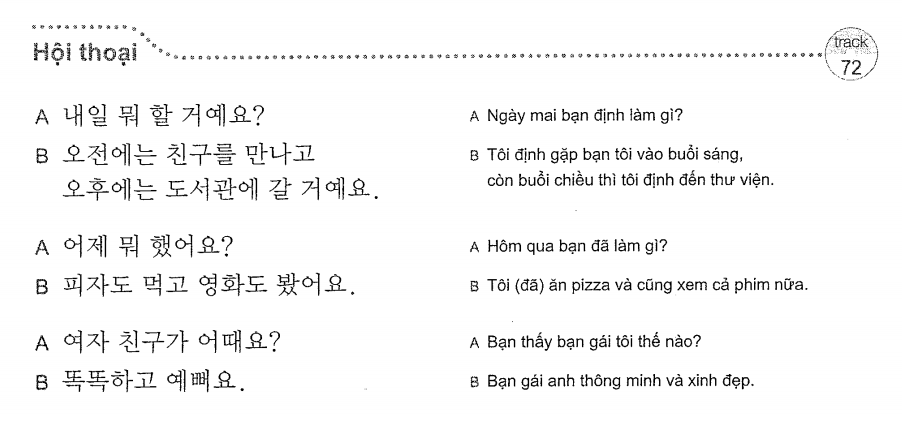 Hội thoại
track
72
A 내일 뭐 할 거예요?
B 오전에는 친구를 만나고
오후에는 도서관에 갈 거예요.
A 어제 뭐 했어요?
B 피자도 먹고 영화도 봤어요.
A 여자 친구가 어때요?
B 똑똑하고 예뻐요.
A Ngày mai bạn định làm gì?
B Tôi định gặp bạn tôi vào buổi sáng,
còn buổi chiều thì tôi định đến thư viện.
A Hôm qua bạn đã làm gì?
B Tôi (đã) ăn pizza và cũng xem cả phim nữa.
A Bạn thấy bạn gái tôi thế nào?
B Bạn gái anh thông minh và xinh đẹp.